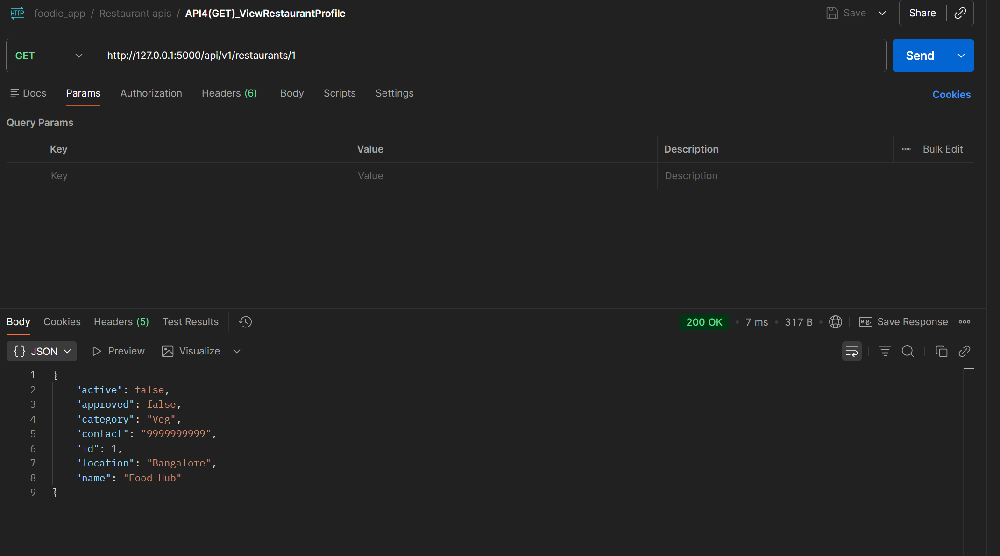 HTTP foodie_app / Restaurant apis / API4(GET)_ViewRestaurantProfile Save Share
GET http://127.0.0.1:5000/api/v1/restaurants/1 Send
Docs Params Authorization Headers (6) Body Scripts Settings Cookies
Query Params
Key Value Description Bulk Edit
Key Value Description
Body Cookies Headers (5) Test Results 200 OK • 7 ms • 317 B • e.g. Save Response
{} JSON Preview Visualize
1 {
2 "active": false,
3 "approved": false,
4 "category": "Veg",
5 "contact": "9999999999",
6 "id": 1,
7 "location": "Bangalore",
8 "name": "Food Hub"
9 }